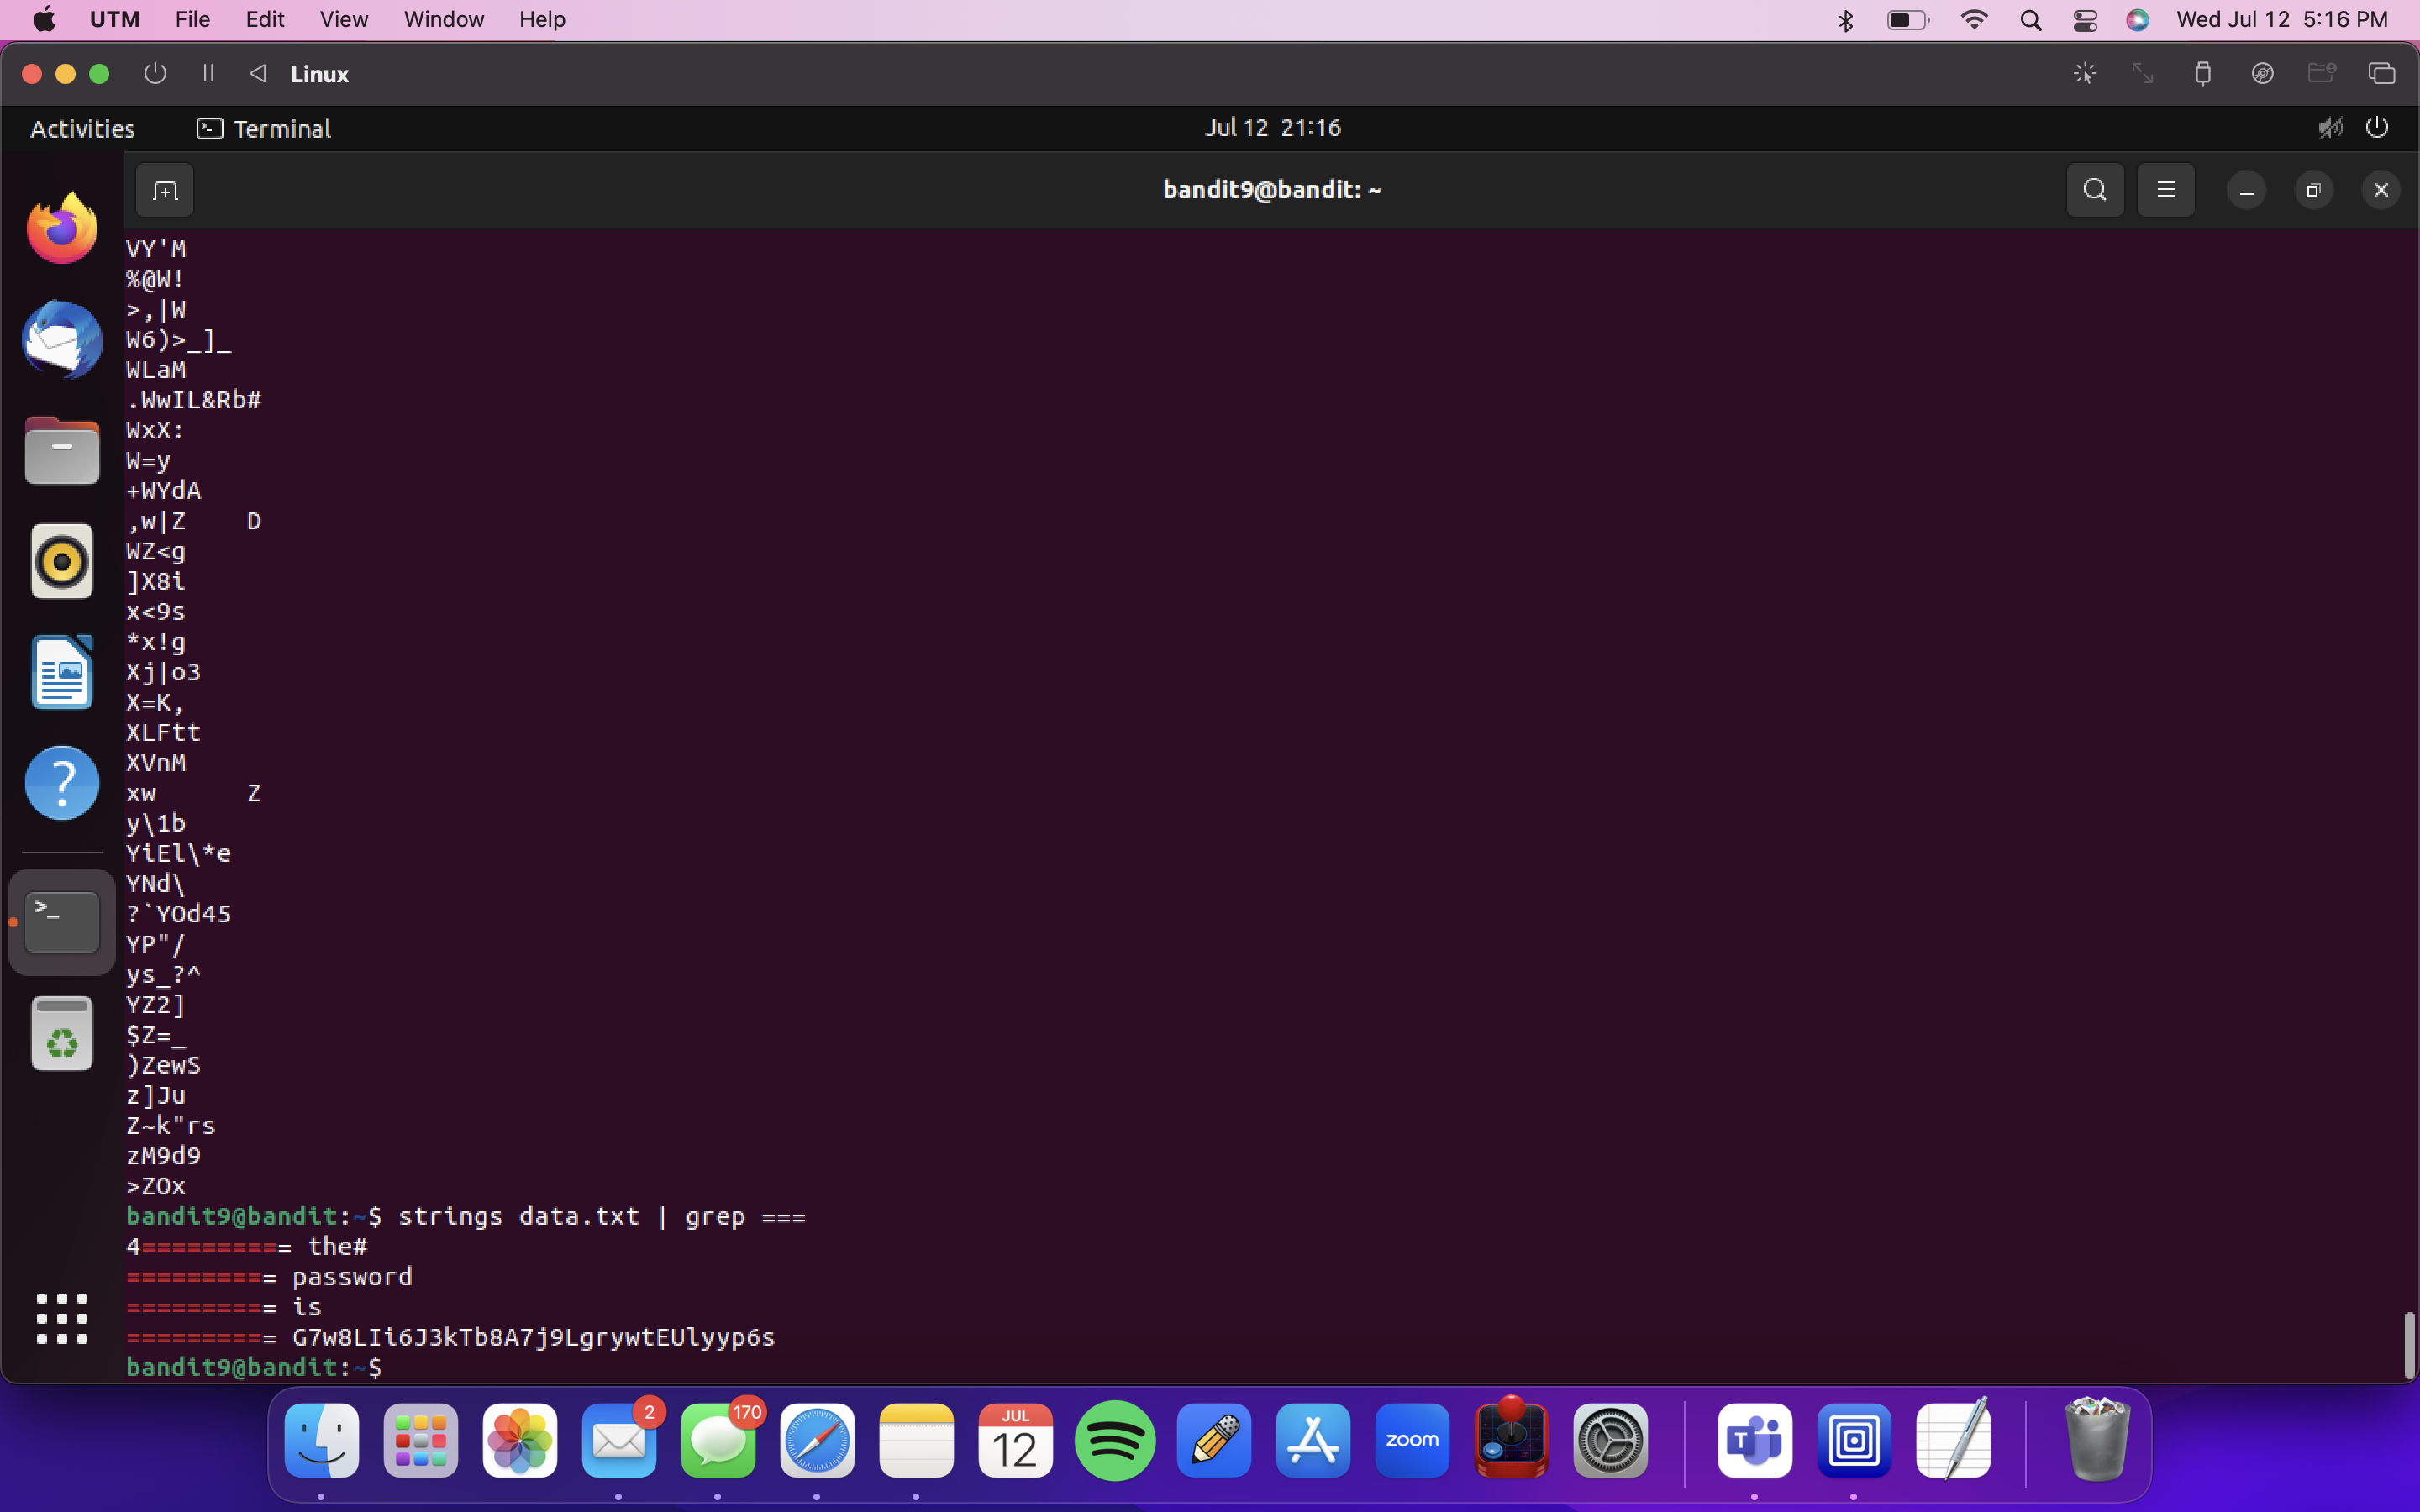 UTM File Edit View Window Help Wed Jul 12 5:16 PM
Linux
Activities Terminal Jul 12 21:16
bandit9@bandit: ~
VY'M
%@W!
>,|W
W6)>_]_
WLaM
.WwIL&Rb#
WxX:
W=y
+WYdA
,w|Z D
WZ<g
]X8i
x<9s
*x!g
Xj|o3
X=K,
XLFtt
XVnM
xw Z
y\1b
YiEl\*e
YNd\
?`YOd45
YP"/
ys_?^
YZ2]
$Z=_
)ZewS
z]Ju
Z~k"rs
zM9d9
>ZOx
bandit9@bandit:~$ strings data.txt | grep ===
4========== the#
========== password
========== is
========== G7w8LIi6J3kTb8A7j9LgrywtEUlyyp6s
bandit9@bandit:~$
2 170 JUL
12 zoom T